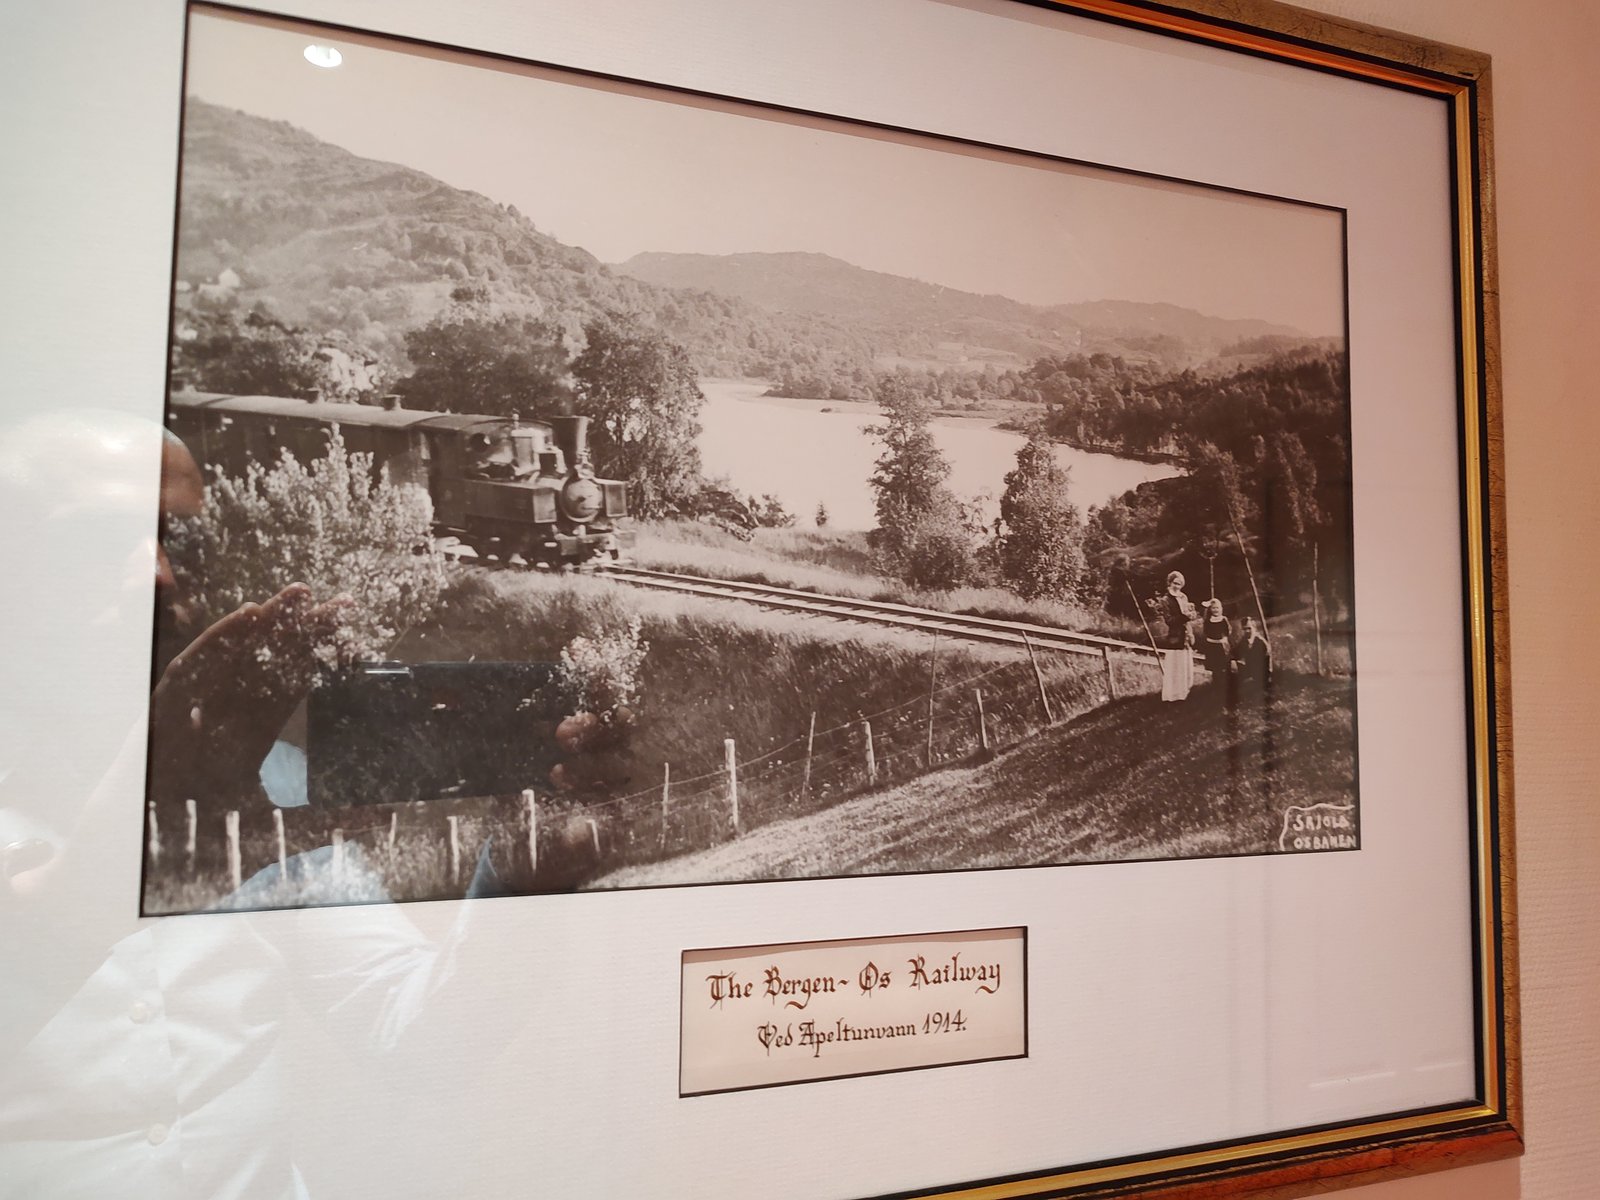 SKJOLD
OSBANEN
The Bergen~Os Railway
Ved Apeltunvann 1914.